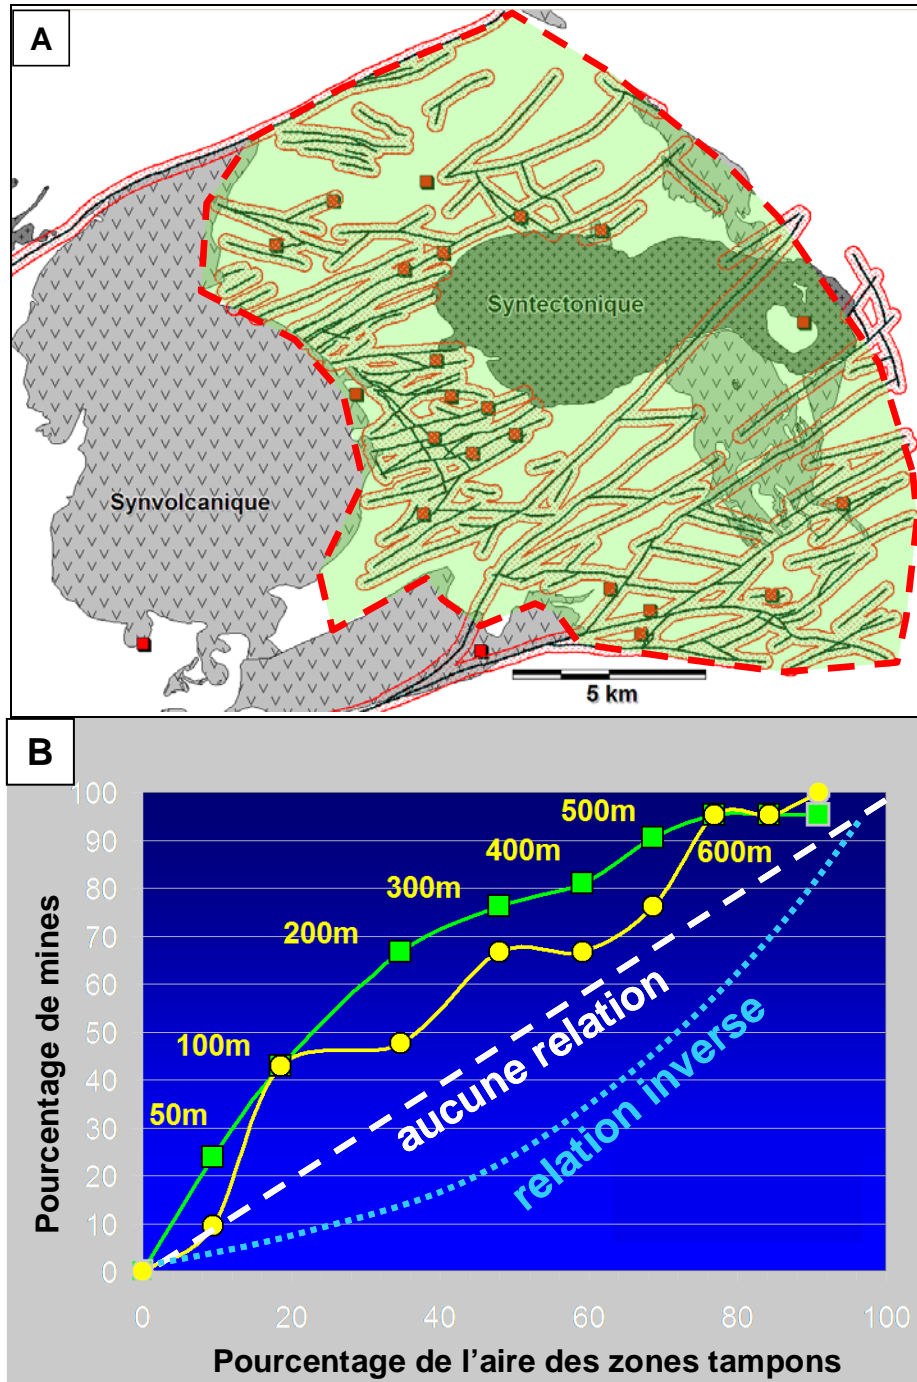 A
Syntectonique
Synvolcanique
5 km
B
100
90
80
70
60
50
40
30
20
10
0
Pourcentage de mines
50m
100m
200m
300m
400m
500m
600m
aucune relation
relation inverse
0 20 40 60 80 100
Pourcentage de l'aire des zones tampons